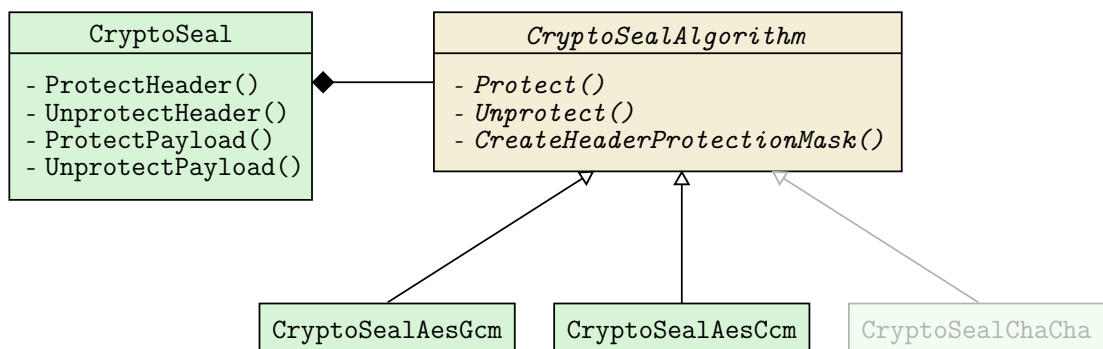 CryptoSeal
- ProtectHeader()
- UnprotectHeader()
- ProtectPayload()
- UnprotectPayload()
CryptoSealAlgorithm
- Protect()
- Unprotect()
- CreateHeaderProtectionMask()
CryptoSealAesGcm
CryptoSealAesCcm
CryptoSealChaCha